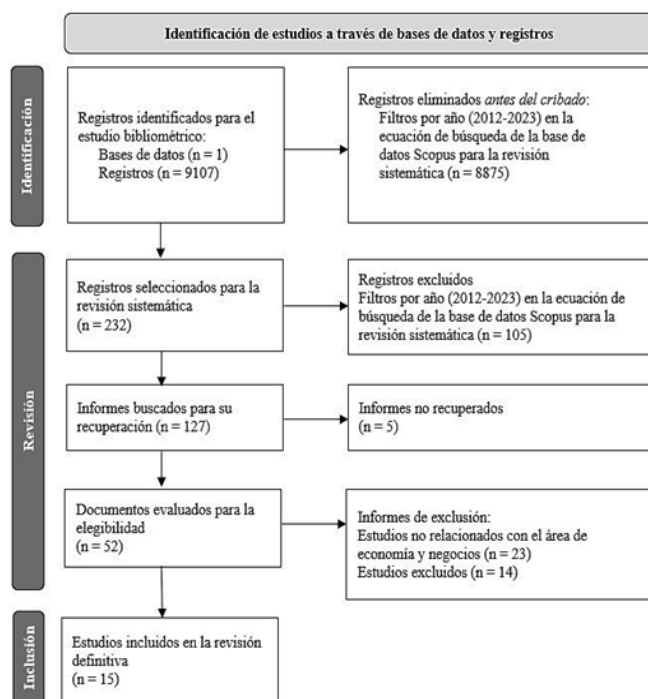 Identificación de estudios a través de bases de datos y registros
Identificación
Registros identificados para el
estudio bibliométrico:
Bases de datos (n = 1)
Registros (n = 9107)
Registros eliminados antes del cribado:
Filtros por año (2012-2023) en la
ecuación de búsqueda de la base de
datos Scopus para la revisión
sistemática (n = 8875)
Revisión
Registros seleccionados para la
revisión sistemática
(n = 232)
Registros excluidos
Filtros por año (2012-2023) en la ecuación de
búsqueda de la base de datos Scopus para la
revisión sistemática (n = 105)
Informes buscados para su
recuperación (n = 127)
Informes no recuperados
(n = 5)
Documentos evaluados para la
elegibilidad
(n = 52)
Informes de exclusión:
Estudios no relacionados con el área de
economía y negocios (n = 23)
Estudios excluidos (n = 14)
Inclusión
Estudios incluidos en la revisión
definitiva
(n = 15)